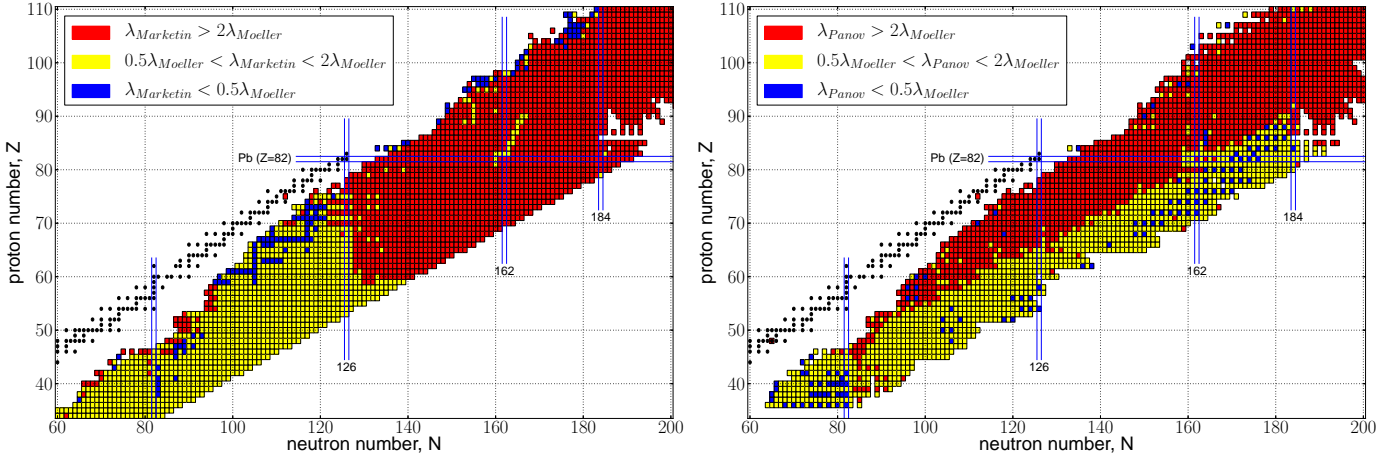 λ_Marketin > 2λ_Moeller
0.5λ_Moeller < λ_Marketin < 2λ_Moeller
λ_Marketin < 0.5λ_Moeller
Pb (Z=82)
184
162
126
110
100
90
80
70
60
50
40
proton number, Z
60 80 100 120 140 160 180 200
neutron number, N
λ_Panov > 2λ_Moeller
0.5λ_Moeller < λ_Panov < 2λ_Moeller
λ_Panov < 0.5λ_Moeller
Pb (Z=82)
184
162
126
110
100
90
80
70
60
50
40
proton number, Z
60 80 100 120 140 160 180 200
neutron number, N